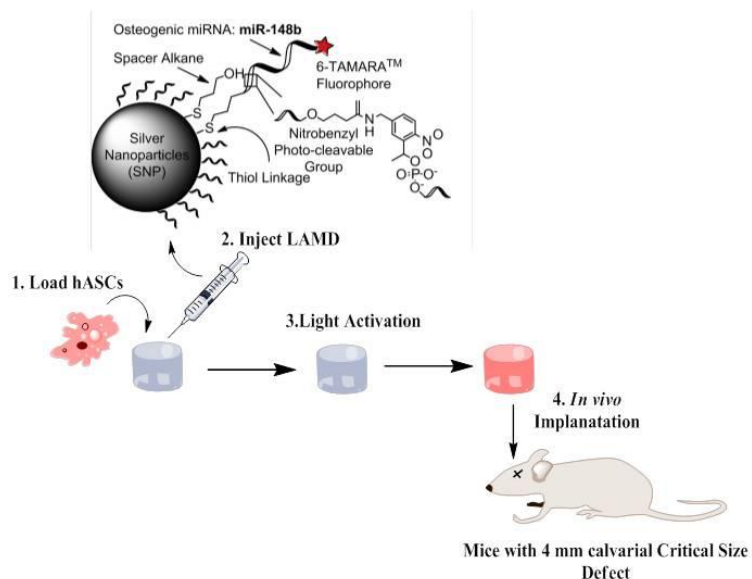 Osteogenic miRNA: miR-148b
Spacer Alkane
OH
6-TAMARA™
Fluorophore
S
S
O
O
N
H
Nitrobenzyl
Photo-cleavable
Group
N
O
O
O
O=P-O-
O-
Silver
Nanoparticles
(SNP)
Thiol Linkage
2. Inject LAMD
1. Load hASCs
3.Light Activation
4. In vivo
Implanatation
Mice with 4 mm calvarial Critical Size
Defect